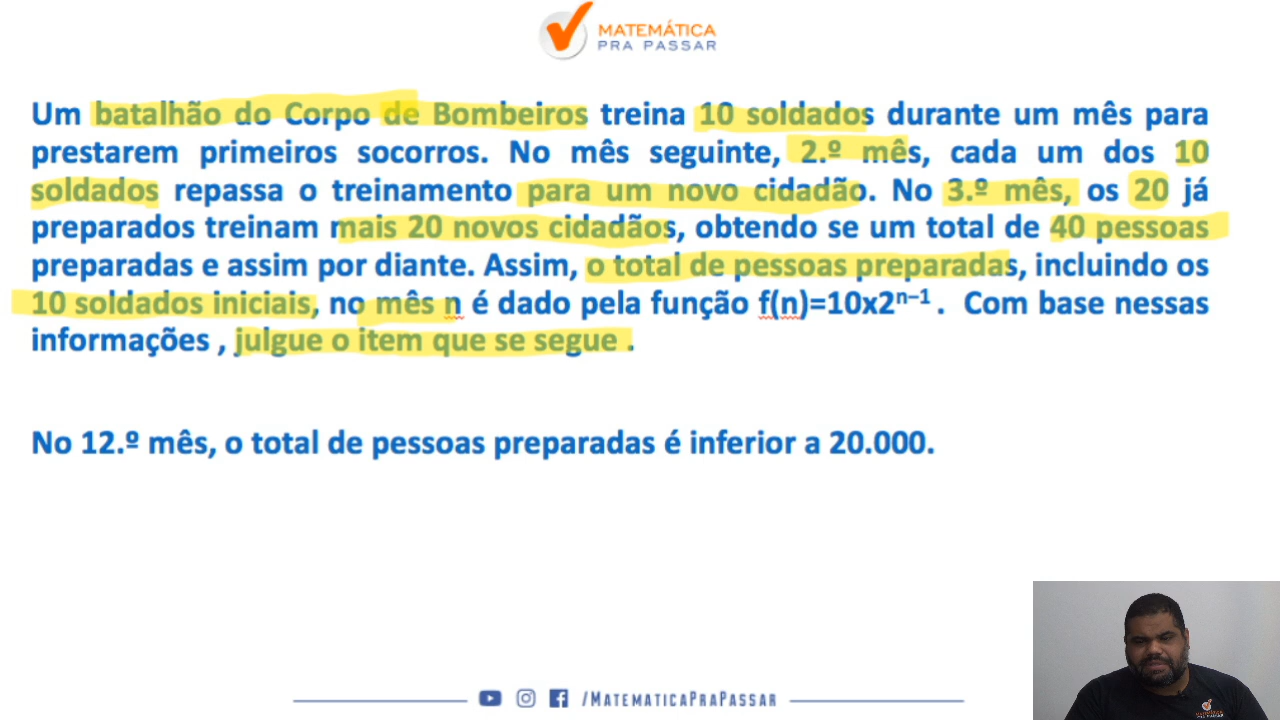 MATEMÁTICA
PRA PASSAR
Um batalhão do Corpo de Bombeiros treina 10 soldados durante um mês para
prestarem primeiros socorros. No mês seguinte, 2.º mês, cada um dos 10
soldados repassa o treinamento para um novo cidadão. No 3.º mês, os 20 já
preparados treinam mais 20 novos cidadãos, obtendo se um total de 40 pessoas
preparadas e assim por diante. Assim, o total de pessoas preparadas, incluindo os
10 soldados iniciais, no mês n é dado pela função f(n)=10x2ⁿ⁻¹ . Com base nessas
informações , julgue o item que se segue .
No 12.º mês, o total de pessoas preparadas é inferior a 20.000.
/MATEMATICAPRAPASSAR